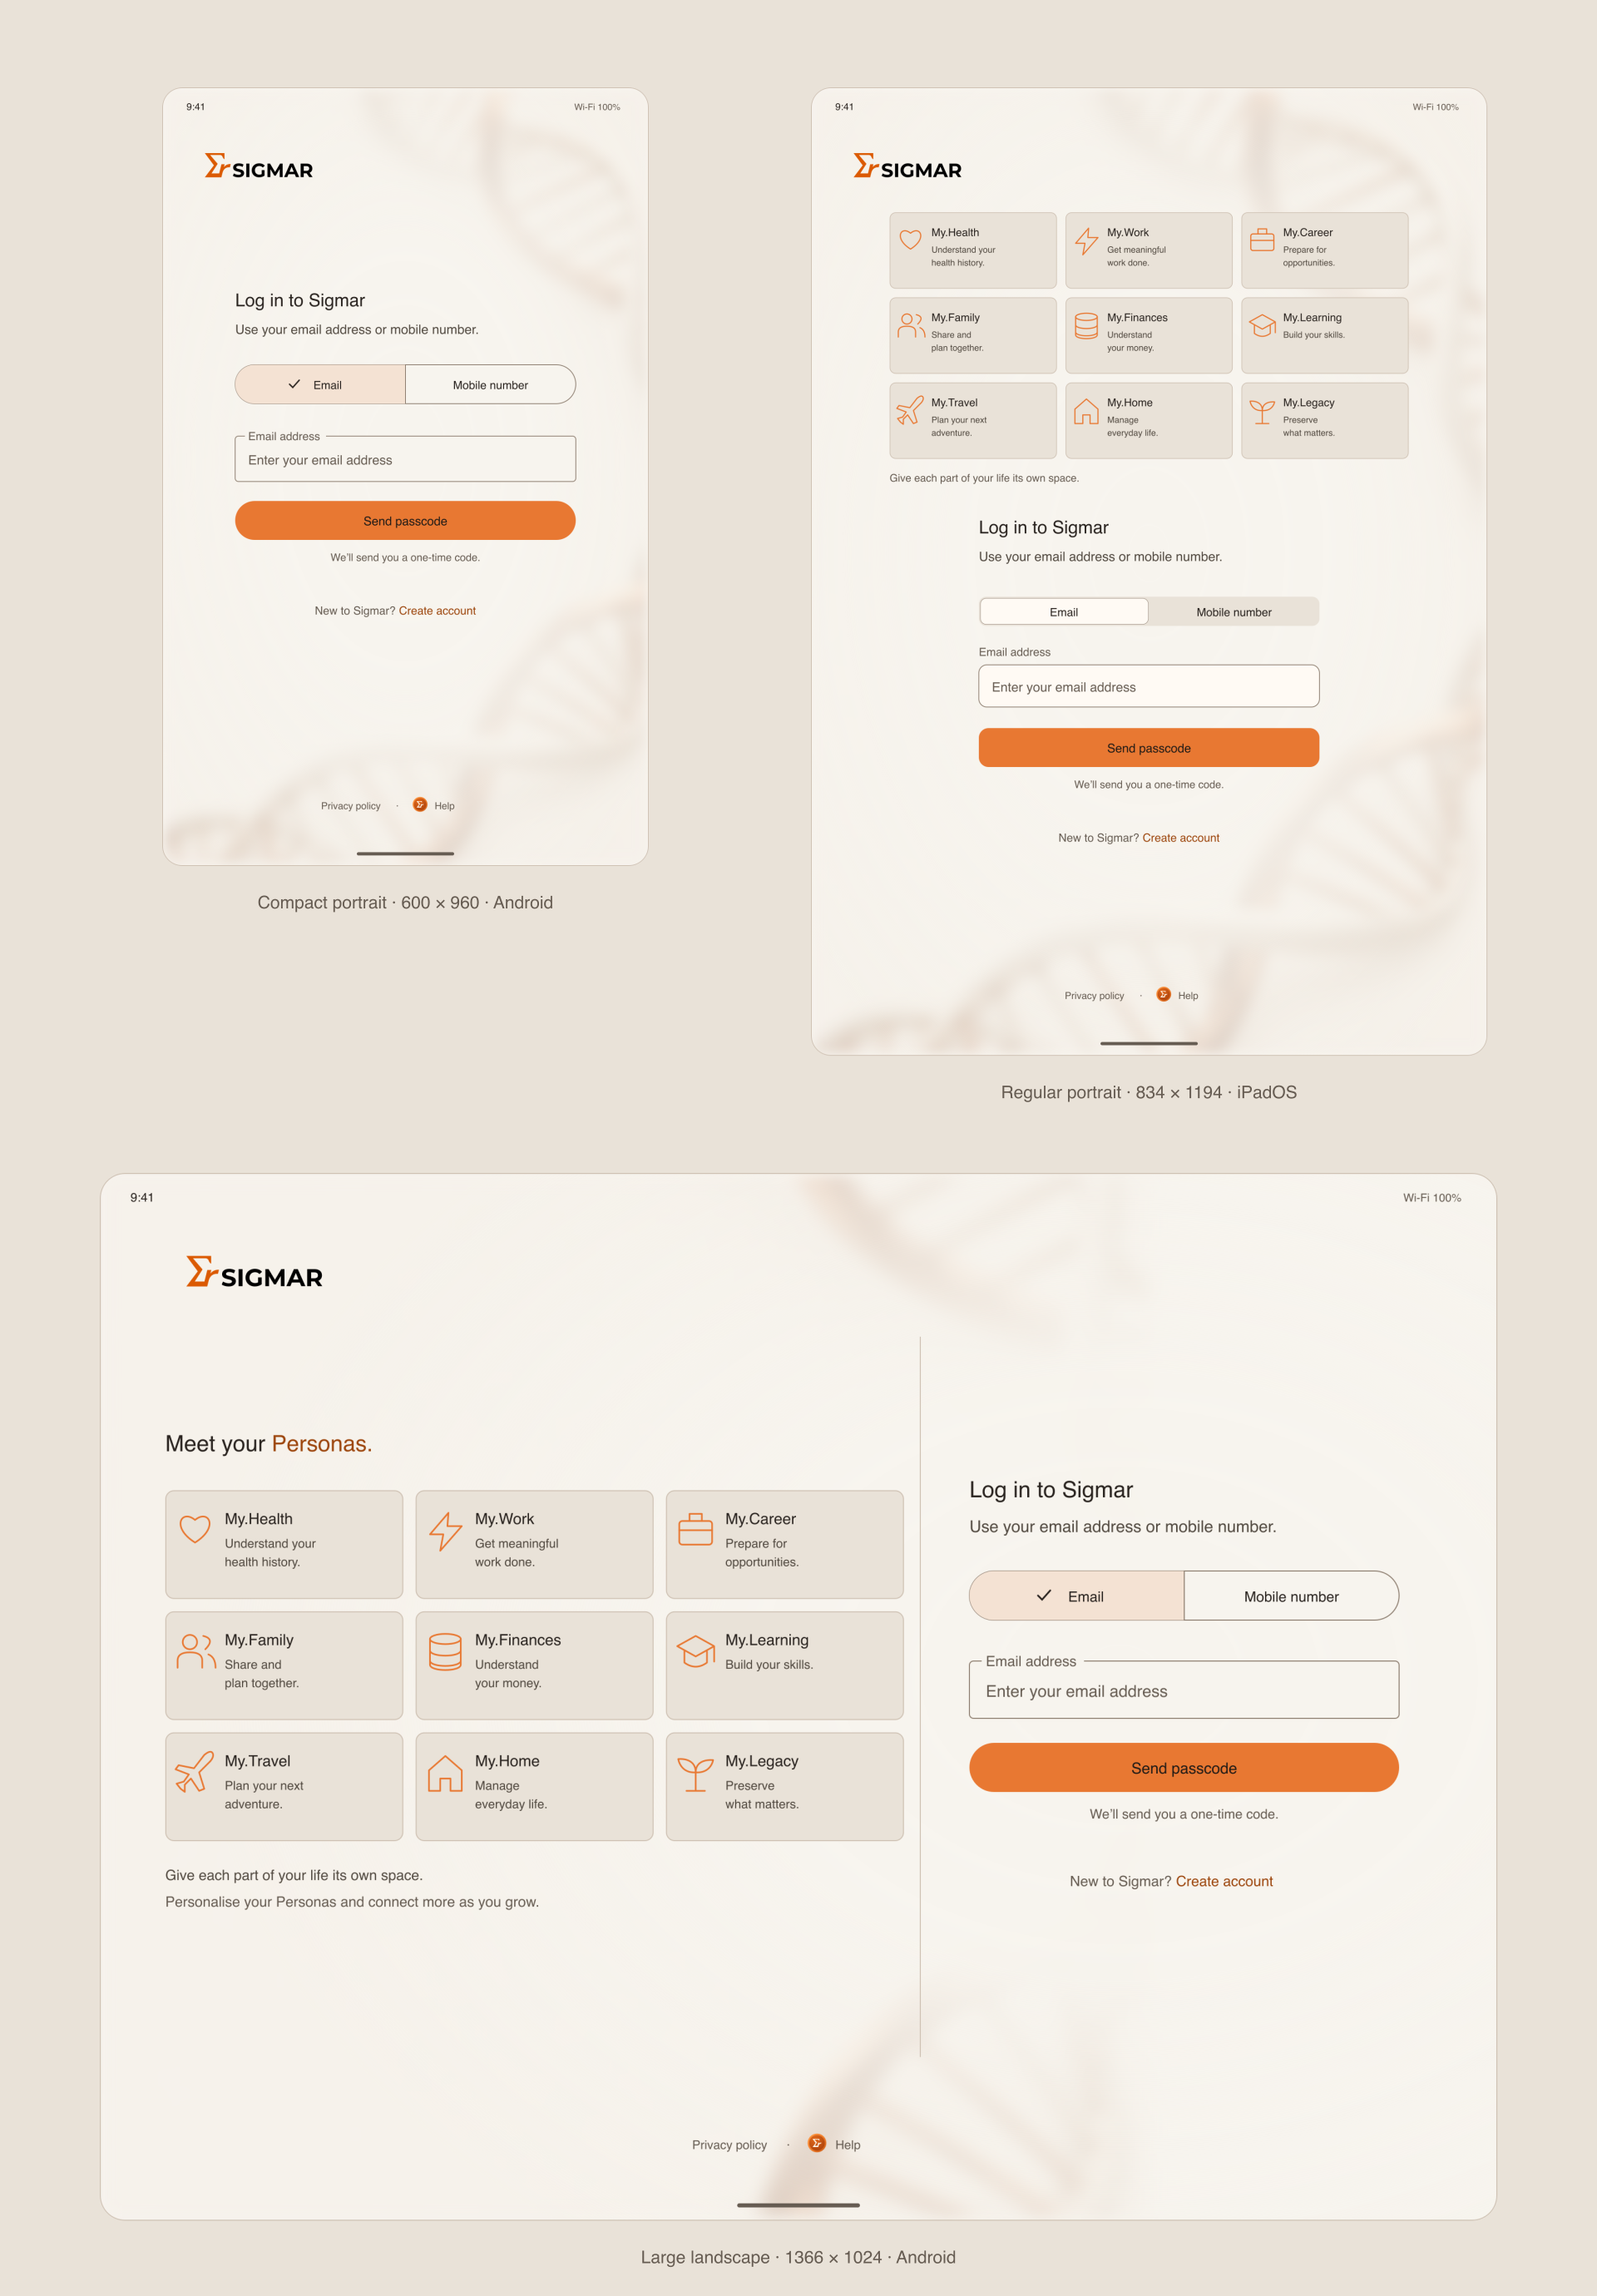 9:41
Wi-Fi 100%
Σr SIGMAR
Log in to Sigmar
Use your email address or mobile number.
Email
Mobile number
Email address
Enter your email address
Send passcode
We'll send you a one-time code.
New to Sigmar? Create account
Privacy policy · Σr Help
Compact portrait · 600 × 960 · Android
9:41
Wi-Fi 100%
Σr SIGMAR
My.Health
Understand your
health history.
My.Work
Get meaningful
work done.
My.Career
Prepare for
opportunities.
My.Family
Share and
plan together.
My.Finances
Understand
your money.
My.Learning
Build your skills.
My.Travel
Plan your next
adventure.
My.Home
Manage
everyday life.
My.Legacy
Preserve
what matters.
Give each part of your life its own space.
Log in to Sigmar
Use your email address or mobile number.
Email
Mobile number
Email address
Enter your email address
Send passcode
We'll send you a one-time code.
New to Sigmar? Create account
Privacy policy · Σr Help
Regular portrait · 834 × 1194 · iPadOS
9:41
Wi-Fi 100%
Σr SIGMAR
Meet your Personas.
My.Health
Understand your
health history.
My.Work
Get meaningful
work done.
My.Career
Prepare for
opportunities.
My.Family
Share and
plan together.
My.Finances
Understand
your money.
My.Learning
Build your skills.
My.Travel
Plan your next
adventure.
My.Home
Manage
everyday life.
My.Legacy
Preserve
what matters.
Give each part of your life its own space.
Personalise your Personas and connect more as you grow.
Log in to Sigmar
Use your email address or mobile number.
Email
Mobile number
Email address
Enter your email address
Send passcode
We'll send you a one-time code.
New to Sigmar? Create account
Privacy policy · Σr Help
Large landscape · 1366 × 1024 · Android